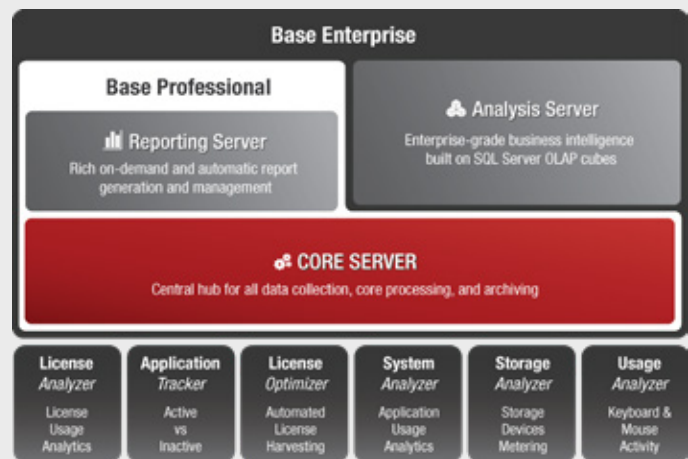 Base Enterprise
Base Professional
Reporting Server
Rich on-demand and automatic report
generation and management
Analysis Server
Enterprise-grade business intelligence
built on SQL Server OLAP cubes
CORE SERVER
Central hub for all data collection, core processing, and archiving
License
Analyzer
License
Usage
Analytics
Application
Tracker
Active
vs
Inactive
License
Optimizer
Automated
License
Harvesting
System
Analyzer
Application
Usage
Analytics
Storage
Analyzer
Storage
Devices
Metering
Usage
Analyzer
Keyboard &
Mouse
Activity